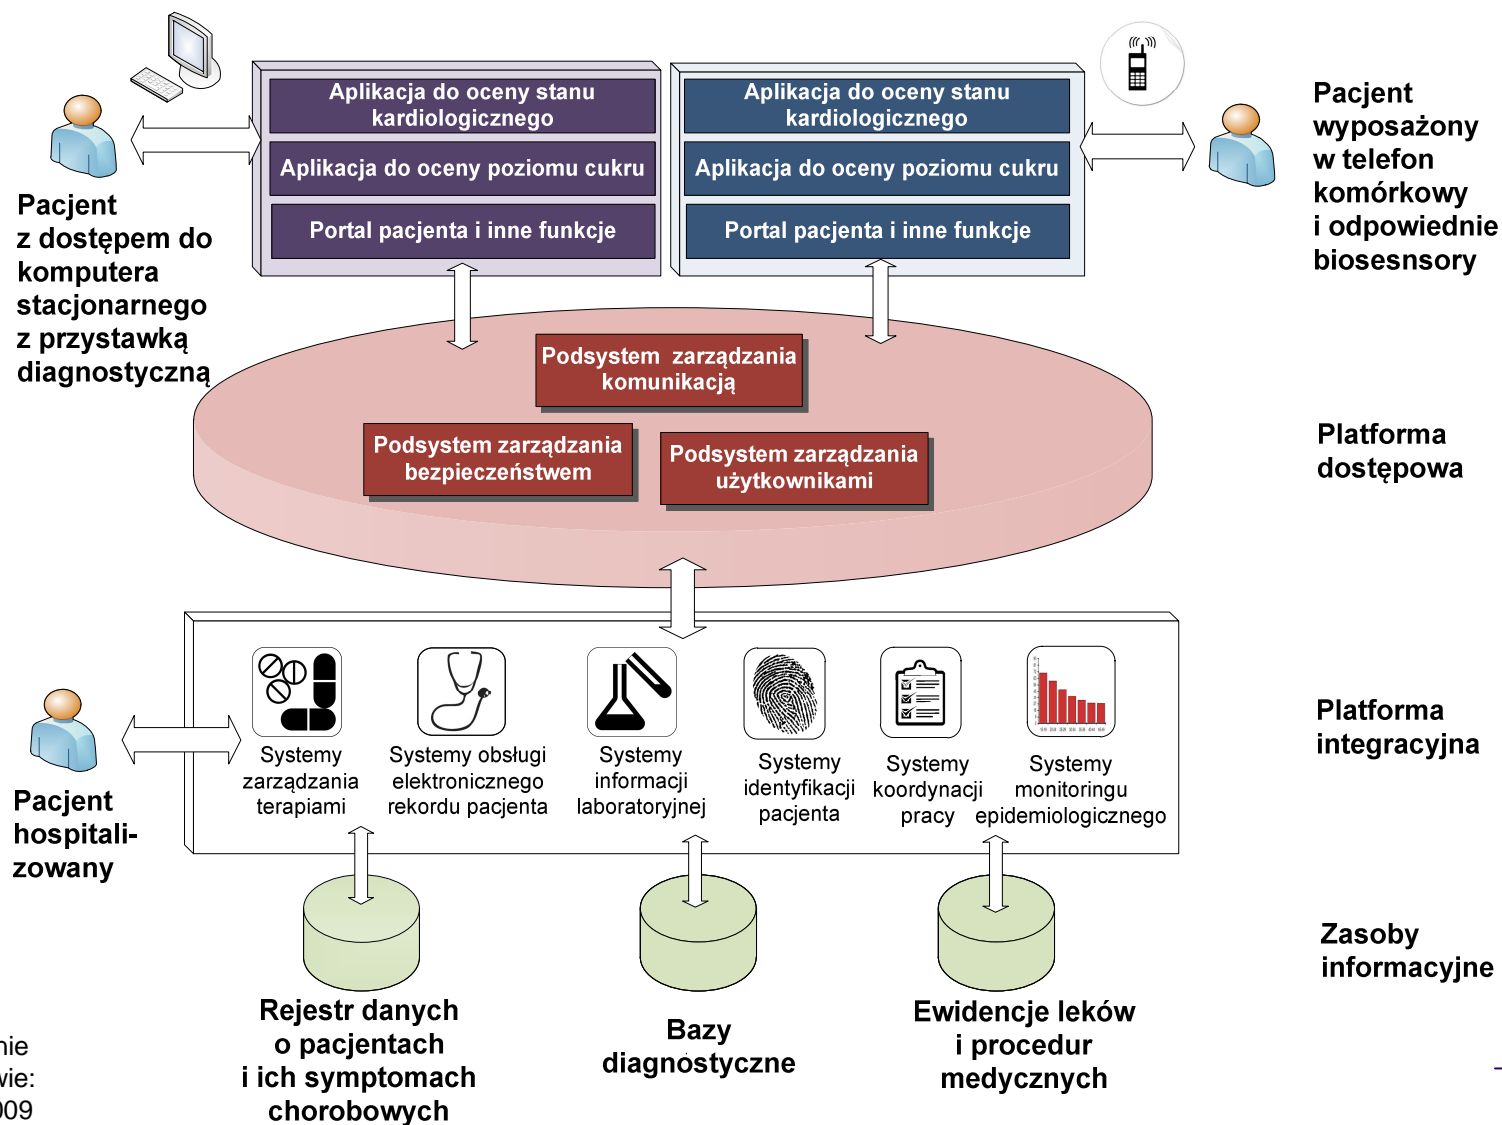 Aplikacja do oceny stanu
kardiologicznego
Aplikacja do oceny poziomu cukru
Portal pacjenta i inne funkcje
Aplikacja do oceny stanu
kardiologicznego
Aplikacja do oceny poziomu cukru
Portal pacjenta i inne funkcje
Pacjent
z dostępem do
komputera
stacjonarnego
z przystawką
diagnostyczną
Pacjent
wyposażony
w telefon
komórkowy
i odpowiednie
biosesnsory
Podsystem zarządzania
komunikacją
Podsystem zarządzania
bezpieczeństwem
Podsystem zarządzania
użytkownikami
Platforma
dostępowa
Systemy
zarządzania
terapiami
Systemy obsługi
elektronicznego
rekordu pacjenta
Systemy
informacji
laboratoryjnej
Systemy
identyfikacji
pacjenta
Systemy
koordynacji
pracy
Systemy
monitoringu
epidemiologicznego
Platforma
integracyjna
Pacjent
hospitali-
zowany
Zasoby
informacyjne
Rejestr danych
o pacjentach
i ich symptomach
chorobowych
Bazy
diagnostyczne
Ewidencje leków
i procedur
medycznych
nie
wie:
009